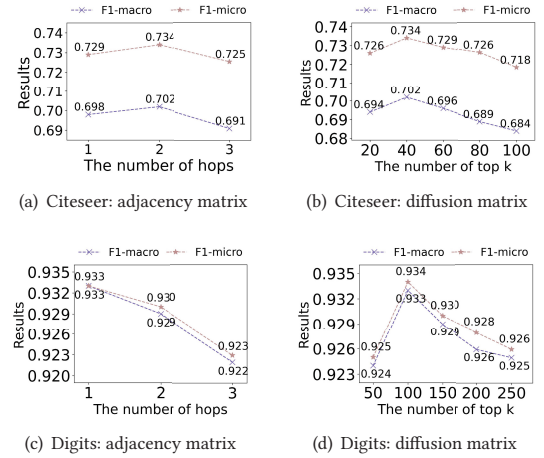 F1-macro F1-micro
0.74
0.73
0.72
0.71
0.70
0.69
Results
0.729
0.734
0.725
0.698
0.702
0.691
1 2 3
The number of hops
(a) Citeseer: adjacency matrix
F1-macro F1-micro
0.74
0.73
0.72
0.71
0.70
0.69
0.68
Results
0.726
0.734
0.729
0.726
0.718
0.694
0.702
0.696
0.689
0.684
20 40 60 80 100
The number of top k
(b) Citeseer: diffusion matrix
F1-macro F1-micro
0.935
0.932
0.929
0.926
0.923
0.920
Results
0.933
0.933
0.930
0.929
0.923
0.922
1 2 3
The number of hops
(c) Digits: adjacency matrix
F1-macro F1-micro
0.935
0.932
0.929
0.926
0.923
Results
0.925
0.924
0.934
0.933
0.930
0.929
0.928
0.926
0.926
0.925
50 100 150 200 250
The number of top k
(d) Digits: diffusion matrix